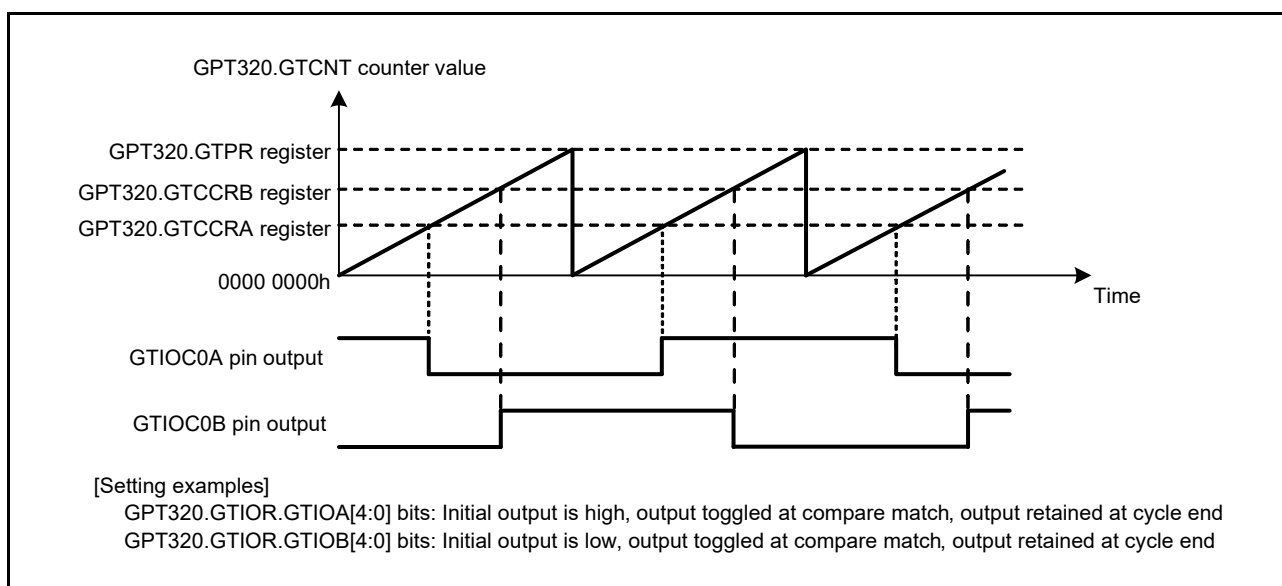 GPT320.GTCNT counter value
GPT320.GTPR register
GPT320.GTCCRB register
GPT320.GTCCRA register
0000 0000h
Time
GTIOC0A pin output
GTIOC0B pin output
[Setting examples]
GPT320.GTIOR.GTIOA[4:0] bits: Initial output is high, output toggled at compare match, output retained at cycle end
GPT320.GTIOR.GTIOB[4:0] bits: Initial output is low, output toggled at compare match, output retained at cycle end